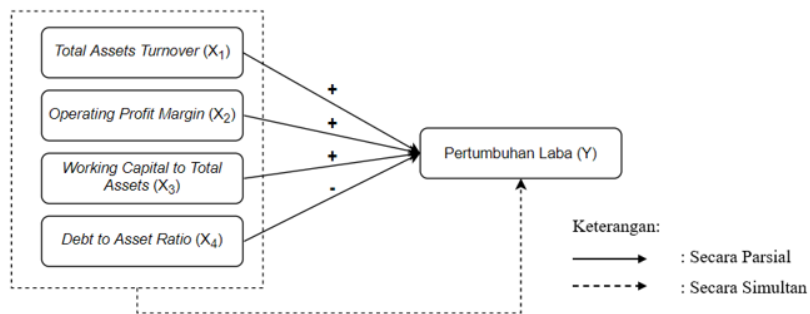 Total Assets Turnover (X₁)
Operating Profit Margin (X₂)
Working Capital to Total
Assets (X₃)
Debt to Asset Ratio (X₄)
+
+
+
-
Pertumbuhan Laba (Y)
Keterangan:
: Secara Parsial
: Secara Simultan